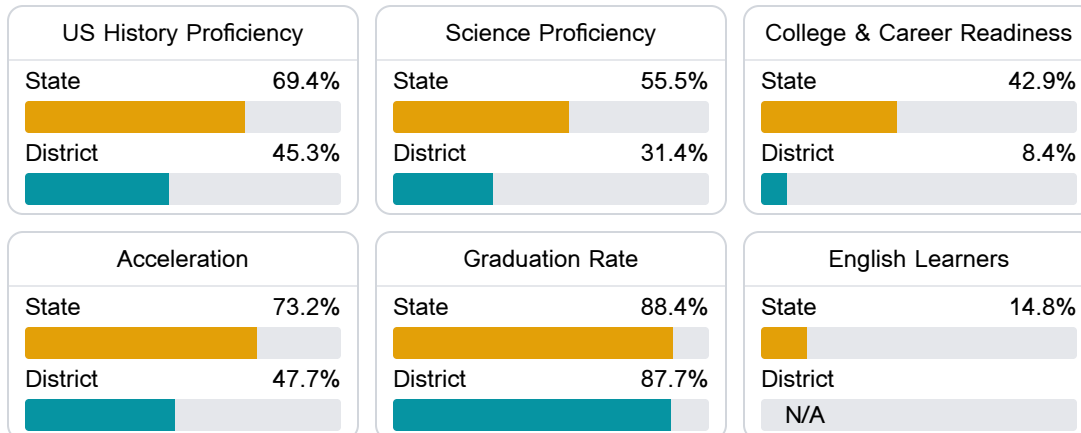 US History Proficiency
State 69.4%
District 45.3%
Science Proficiency
State 55.5%
District 31.4%
College & Career Readiness
State 42.9%
District 8.4%
Acceleration
State 73.2%
District 47.7%
Graduation Rate
State 88.4%
District 87.7%
English Learners
State 14.8%
District
N/A